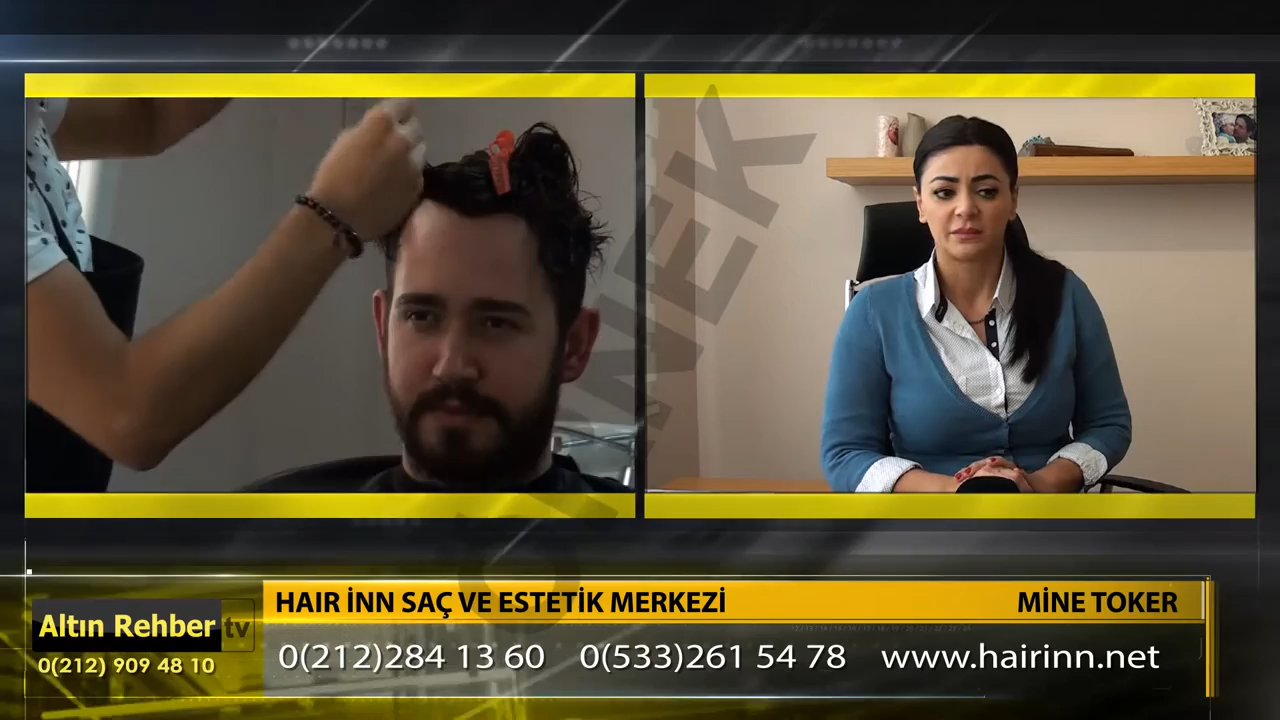 ÖRNEK
HAIR İNN SAÇ VE ESTETİK MERKEZİ
MİNE TOKER
Altın Rehber tv
0(212) 909 48 10
0(212)284 13 60 0(533)261 54 78 www.hairinn.net